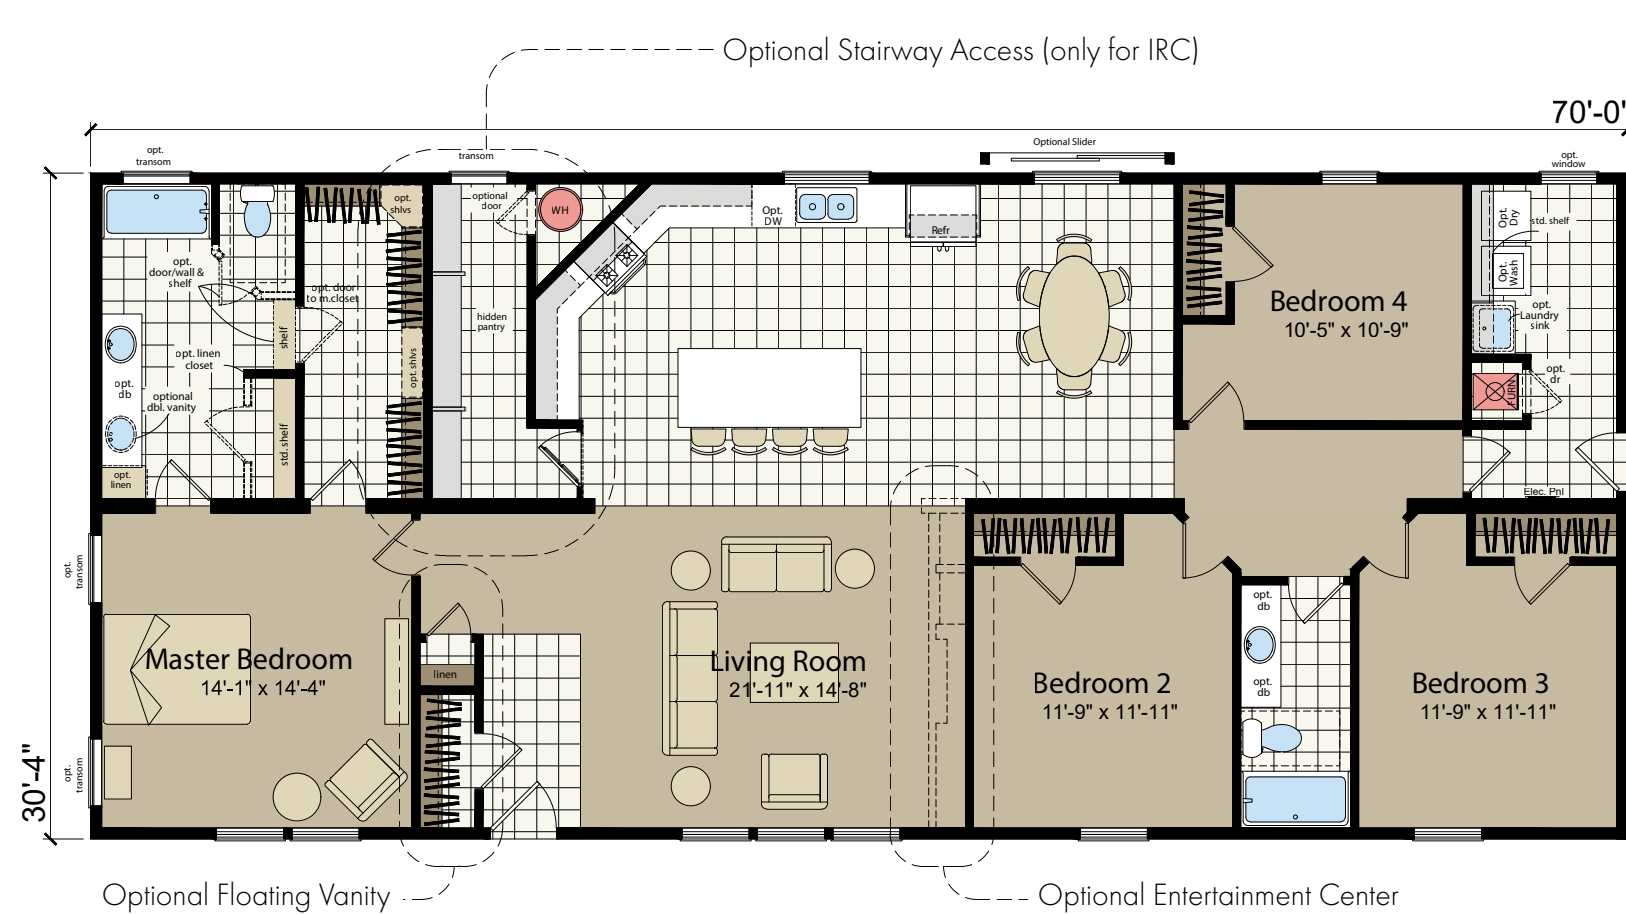 Optional Stairway Access (only for IRC)
70'-0"
opt.
transom
transom
Optional Slider
opt.
window
opt.
shlvs
optional
door
WH
Opt.
DW
Refr
Opt.
Dry
std. shelf
opt.
door/wall &
shelf
opt. door
to m.closet
Opt.
Wash
Bedroom 4
10'-5" x 10'-9"
opt.
Laundry
sink
hidden
pantry
shelf
opt. linen
closet
opt. shlvs
opt.
db
optional
dbl. vanity
opt.
dr
FURN
std. shelf
opt.
linen
Elec. Pnl
opt.
transom
Master Bedroom
14'-1" x 14'-4"
linen
Living Room
21'-11" x 14'-8"
opt.
db
opt.
db
Bedroom 2
11'-9" x 11'-11"
Bedroom 3
11'-9" x 11'-11"
opt.
transom
30'-4"
Optional Floating Vanity
Optional Entertainment Center